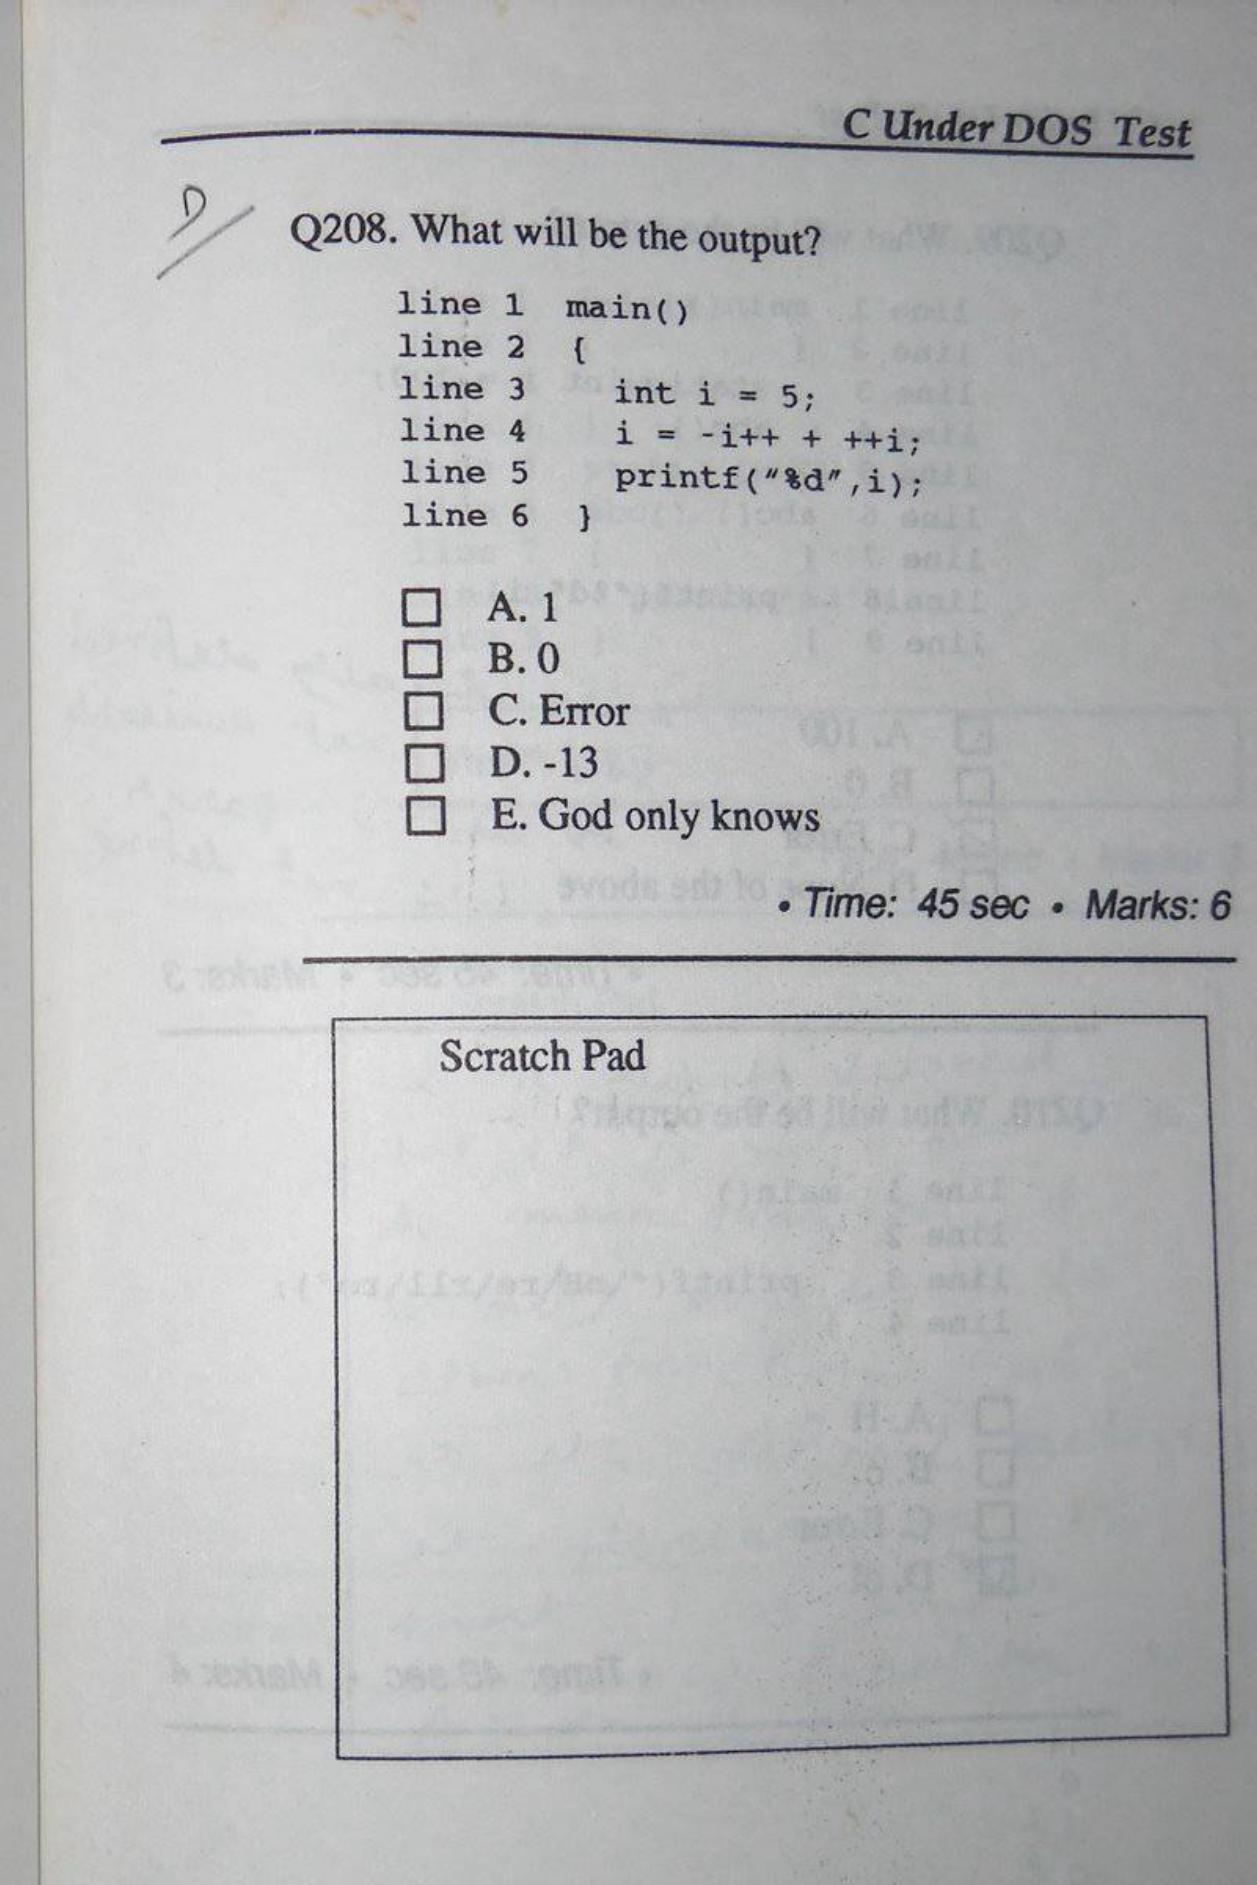 C Under DOS Test
D
Q208. What will be the output?
line 1 main()
line 2 {
line 3 int i = 5;
line 4 i = -i++ + ++i;
line 5 printf("%d",i);
line 6 }
A. 1
B. 0
C. Error
D. -13
E. God only knows
• Time: 45 sec • Marks: 6
Scratch Pad